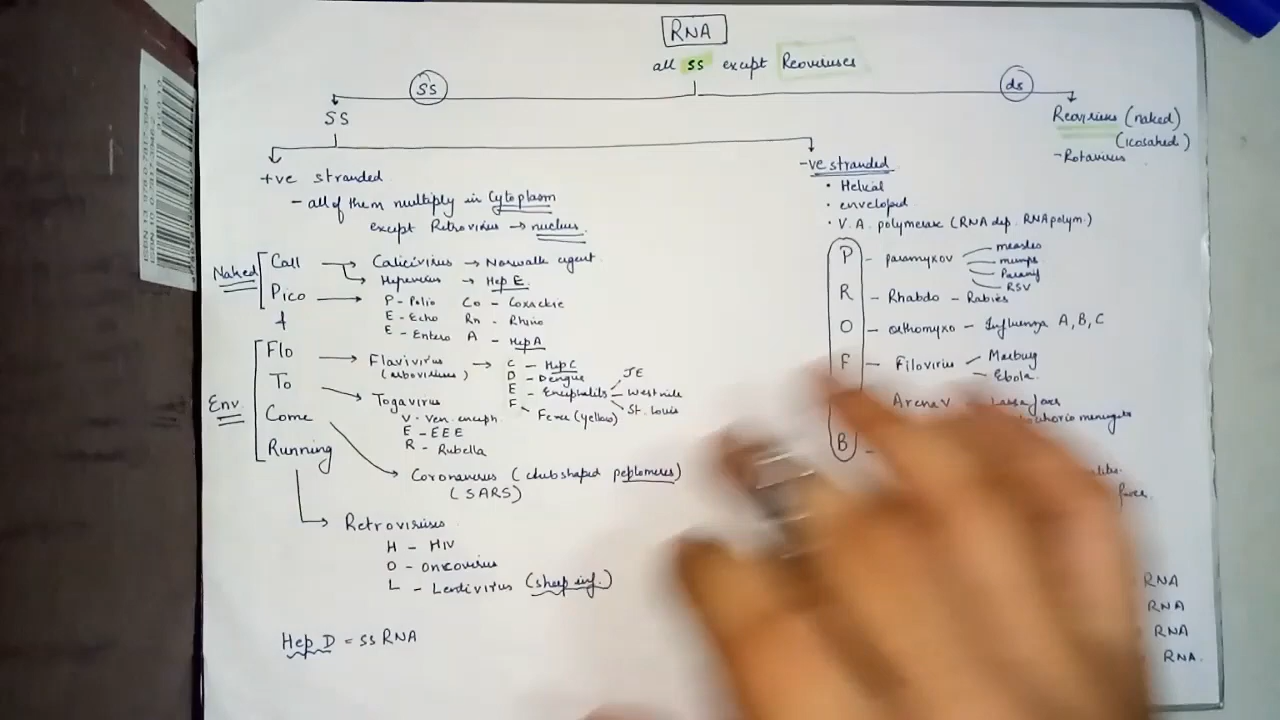 RNA
all ss except Reoviruses
ss
ds
SS
Reovirus (naked)
(icosahed)
- Rotavirus
+ve stranded
- all of them multiply in Cytoplasm
except Retrovirus → nucleus.
Naked
Call → Calicivirus → Norwalk agent.
Hepevirus → Hep E.
Pico → P - Polio Co - Coxsackie
E - Echo Rn - Rhino
E - Entero A - Hep A
+
Env.
Flo → Flavivirus →
(arbovirus)
C - Hep C
D - Dengue
E - Encephalitis
JE
West nile
St. Louis
F - Fever (yellow)
To
Togavirus
V - Ven. enceph
E - EEE
R - Rubella
Come
Coronavirus (club shaped peplomeres)
(SARS)
Running
Retroviruses
H - HIV
O - oncovirus
L - Lentivirus (sheep inf.)
Hep D = ss RNA
-ve stranded
• Helical
• enveloped
• V. A. polymerase (RNA dep. RNA polym.)
P - paramyxov
measles
mumps
RSV
R - Rhabdo - Rabies
O - orthomyxo - Influenza A, B, C
F - Filovirus
Marburg
Ebola.
Arenav
B -
RNA
RNA
RNA
RNA.